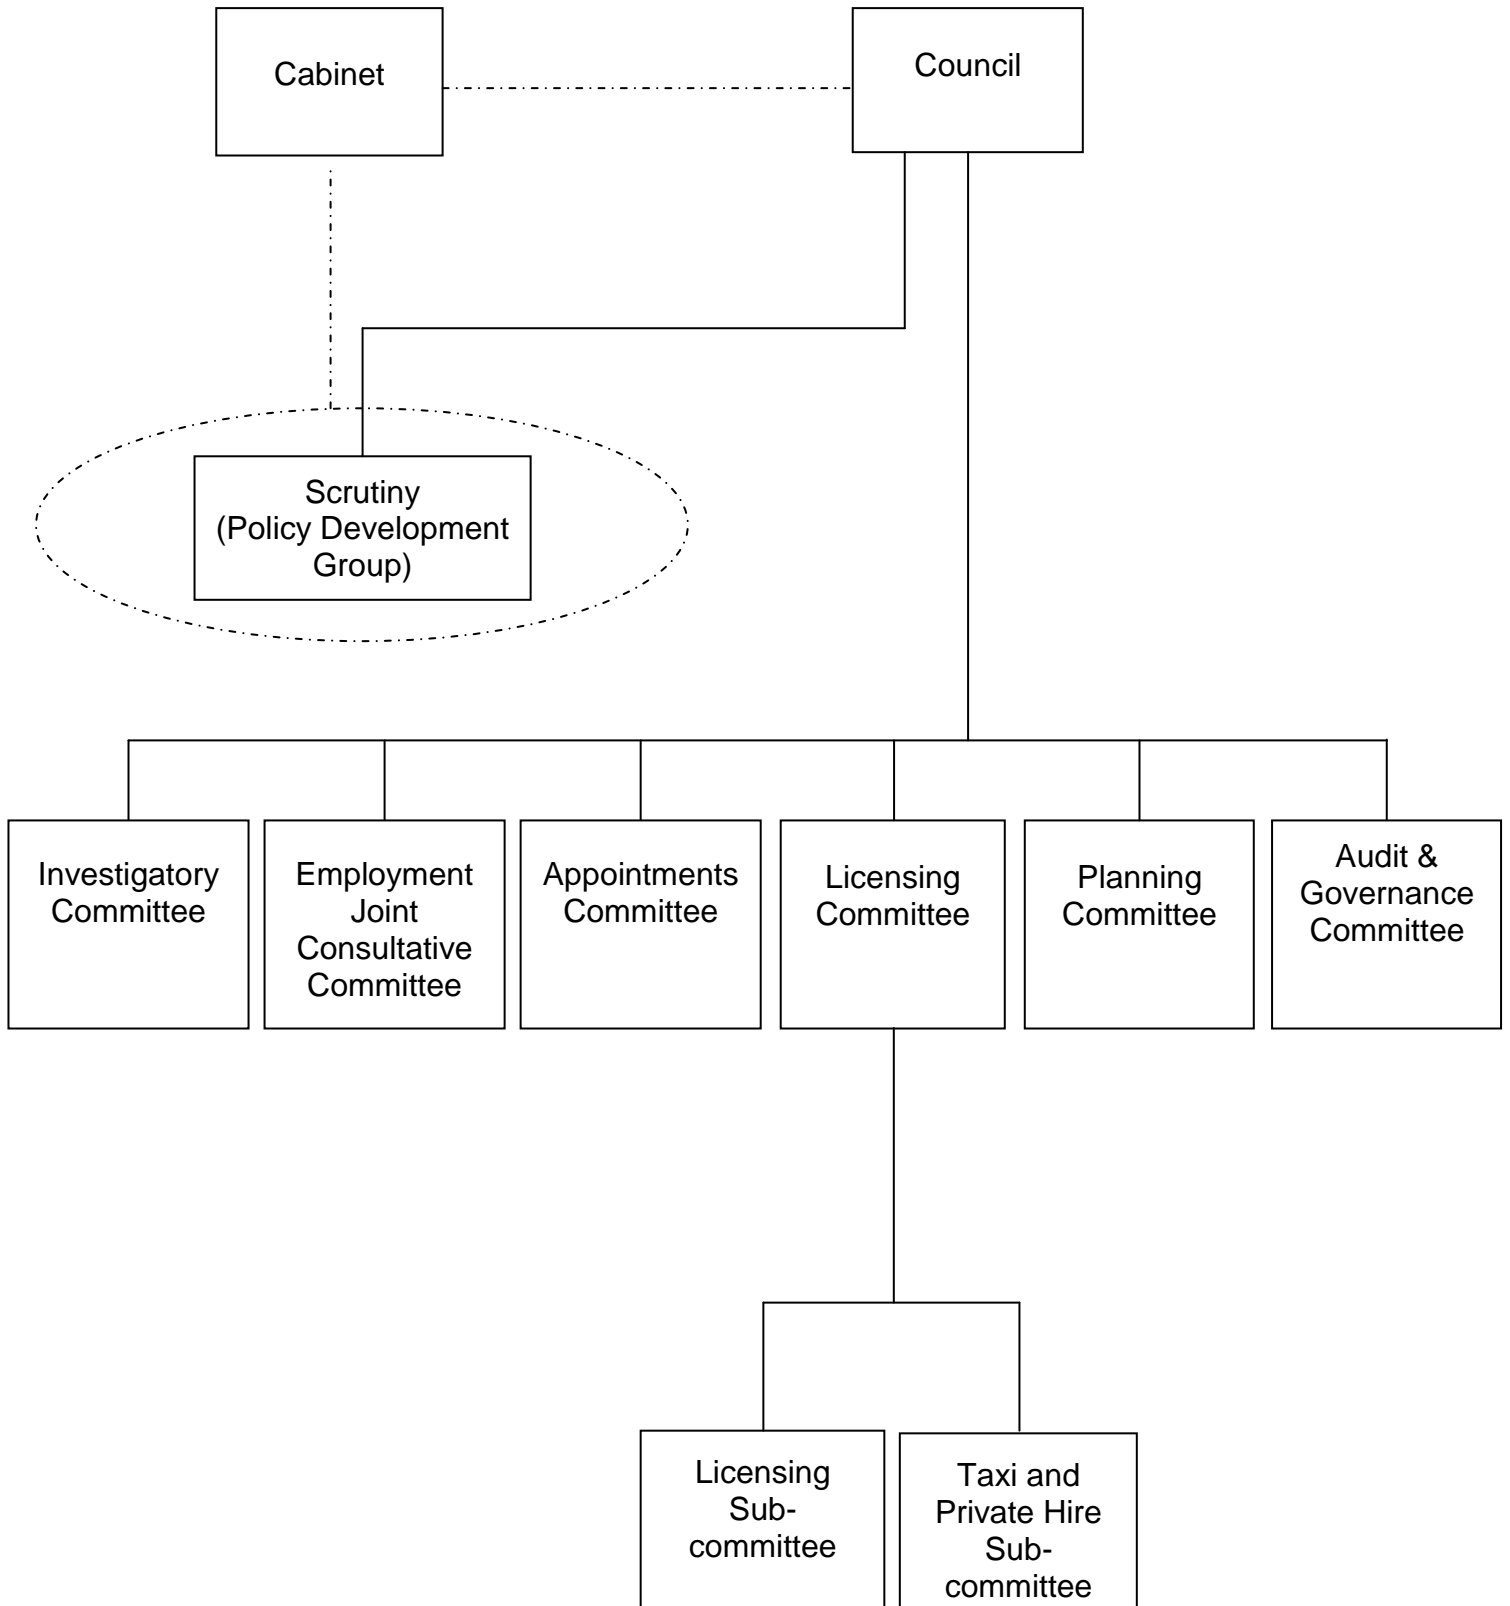 Cabinet
Council
Scrutiny
(Policy Development
Group)
Investigatory
Committee
Employment
Joint
Consultative
Committee
Appointments
Committee
Licensing
Committee
Planning
Committee
Audit &
Governance
Committee
Licensing
Sub-
committee
Taxi and
Private Hire
Sub-
committee